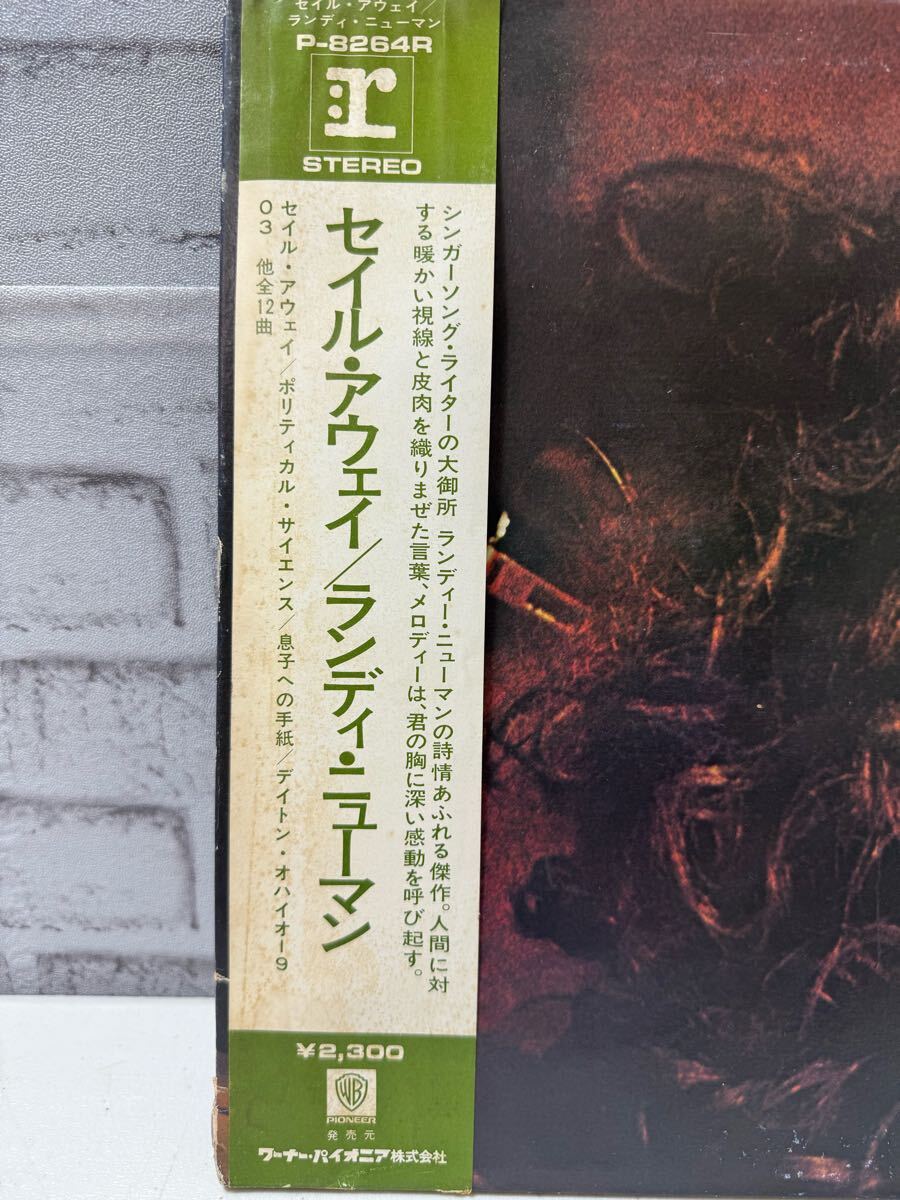 セイル・アウェイ/
ランディ・ニューマン
P-8264R
r
STEREO
シンガーソング・ライターの大御所 ランディー・ニューマンの詩情あふれる傑作。人間に対
する暖かい視線と皮肉を織りまぜた言葉、メロディーは、君の胸に深い感動を呼び起す。
セイル・アウェイ/ランディ・ニューマン
セイル・アウェイ/ポリティカル・サイエンス/息子への手紙/デイトン・オハイオー9
03 他全12曲
¥2,300
WB
PIONEER
発売元
ワーナー・パイオニア株式会社